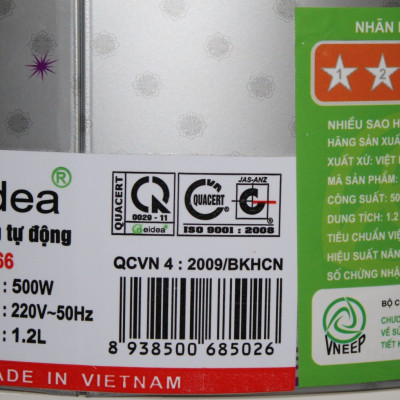 idea®
tự động
66
: 500W
: 220V~50Hz
: 1.2L
QUACERT
0029 - 11
eidea
QUACERT
JAS-ANZ
ISO 9001 : 2008
QCVN 4 : 2009/BKHCN
8 938500 685026
ADE IN VIETNAM
NHÃN
1 2
NHIỀU SAO H
HÃNG SẢN XUẤ
XUẤT XỨ: VIỆT
MÃ SẢN PHẨM:
CÔNG SUẤT: 50
DUNG TÍCH: 1.2
TIÊU CHUẨN VIỆ
HIỆU SUẤT NĂN
SỐ CHỨNG NHẬ
BỘ C
CHƯƠ
VỀ SỬ
TIẾT K
VNEEP